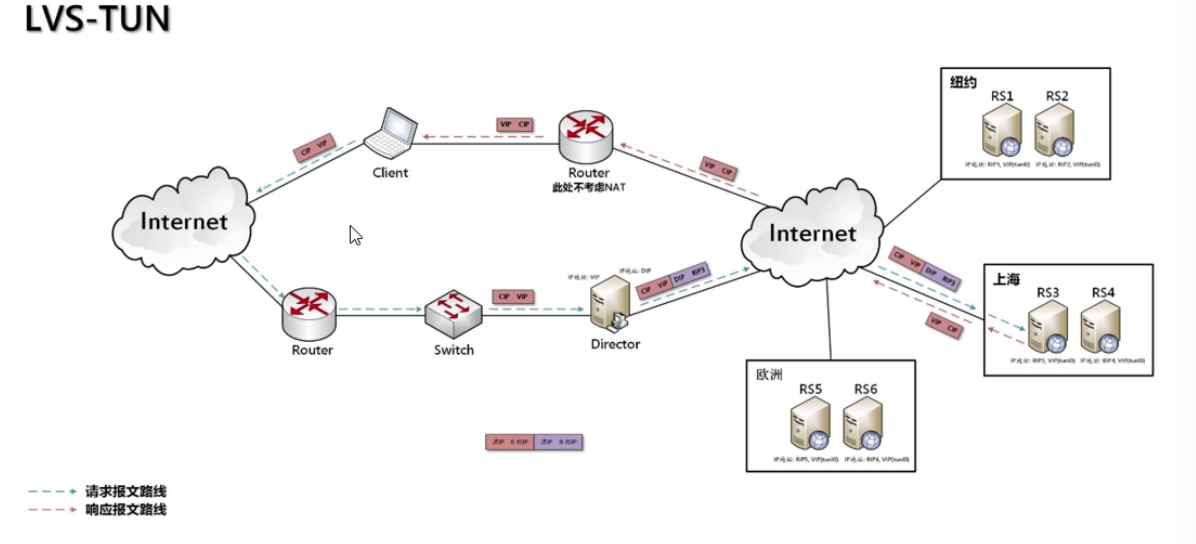 LVS-TUN
纽约
RS1 RS2
IP地址: RIP1, VIP(tunl0) IP地址: RIP2, VIP(tunl0)
VIP CIP
CIP VIP
Client
Router
此处不考虑NAT
VIP CIP
Internet
Internet
CIP VIP DIP RIP3
上海
RS3 RS4
IP地址: RIP3, VIP(tunl0) IP地址: RIP4, VIP(tunl0)
VIP CIP
IP地址: VIP IP地址: DIP
CIP VIP DIP RIP3
CIP VIP
Router
Switch
Director
欧洲
RS5 RS6
IP地址: RIP5, VIP(tunl0) IP地址: RIP6, VIP(tunl0)
源IP 目标IP 源IP 目标IP
请求报文路线
响应报文路线